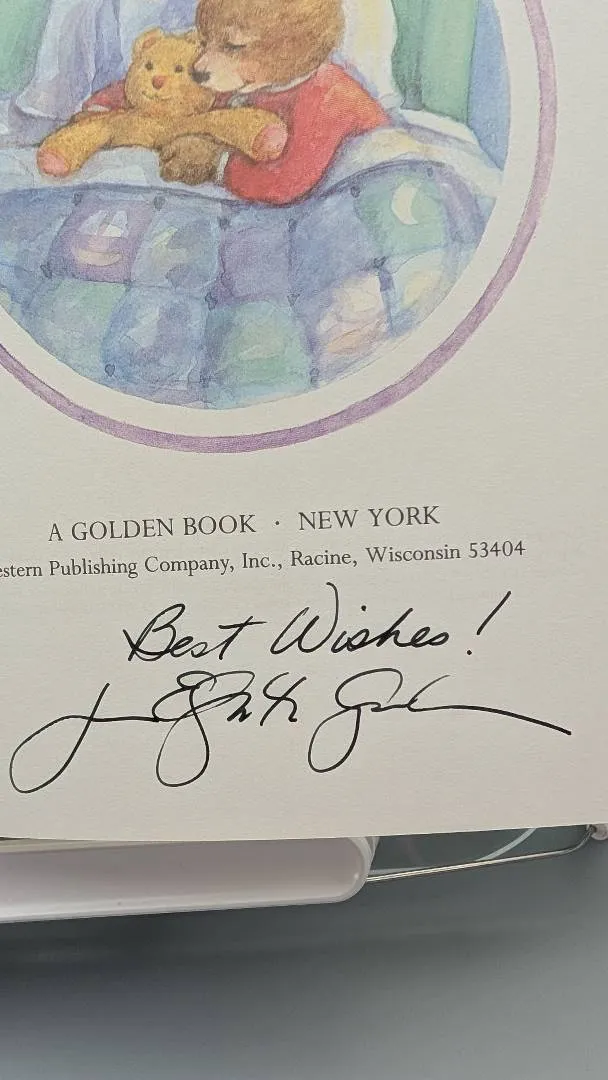 A GOLDEN BOOK · NEW YORK
estern Publishing Company, Inc., Racine, Wisconsin 53404
Best Wishes!